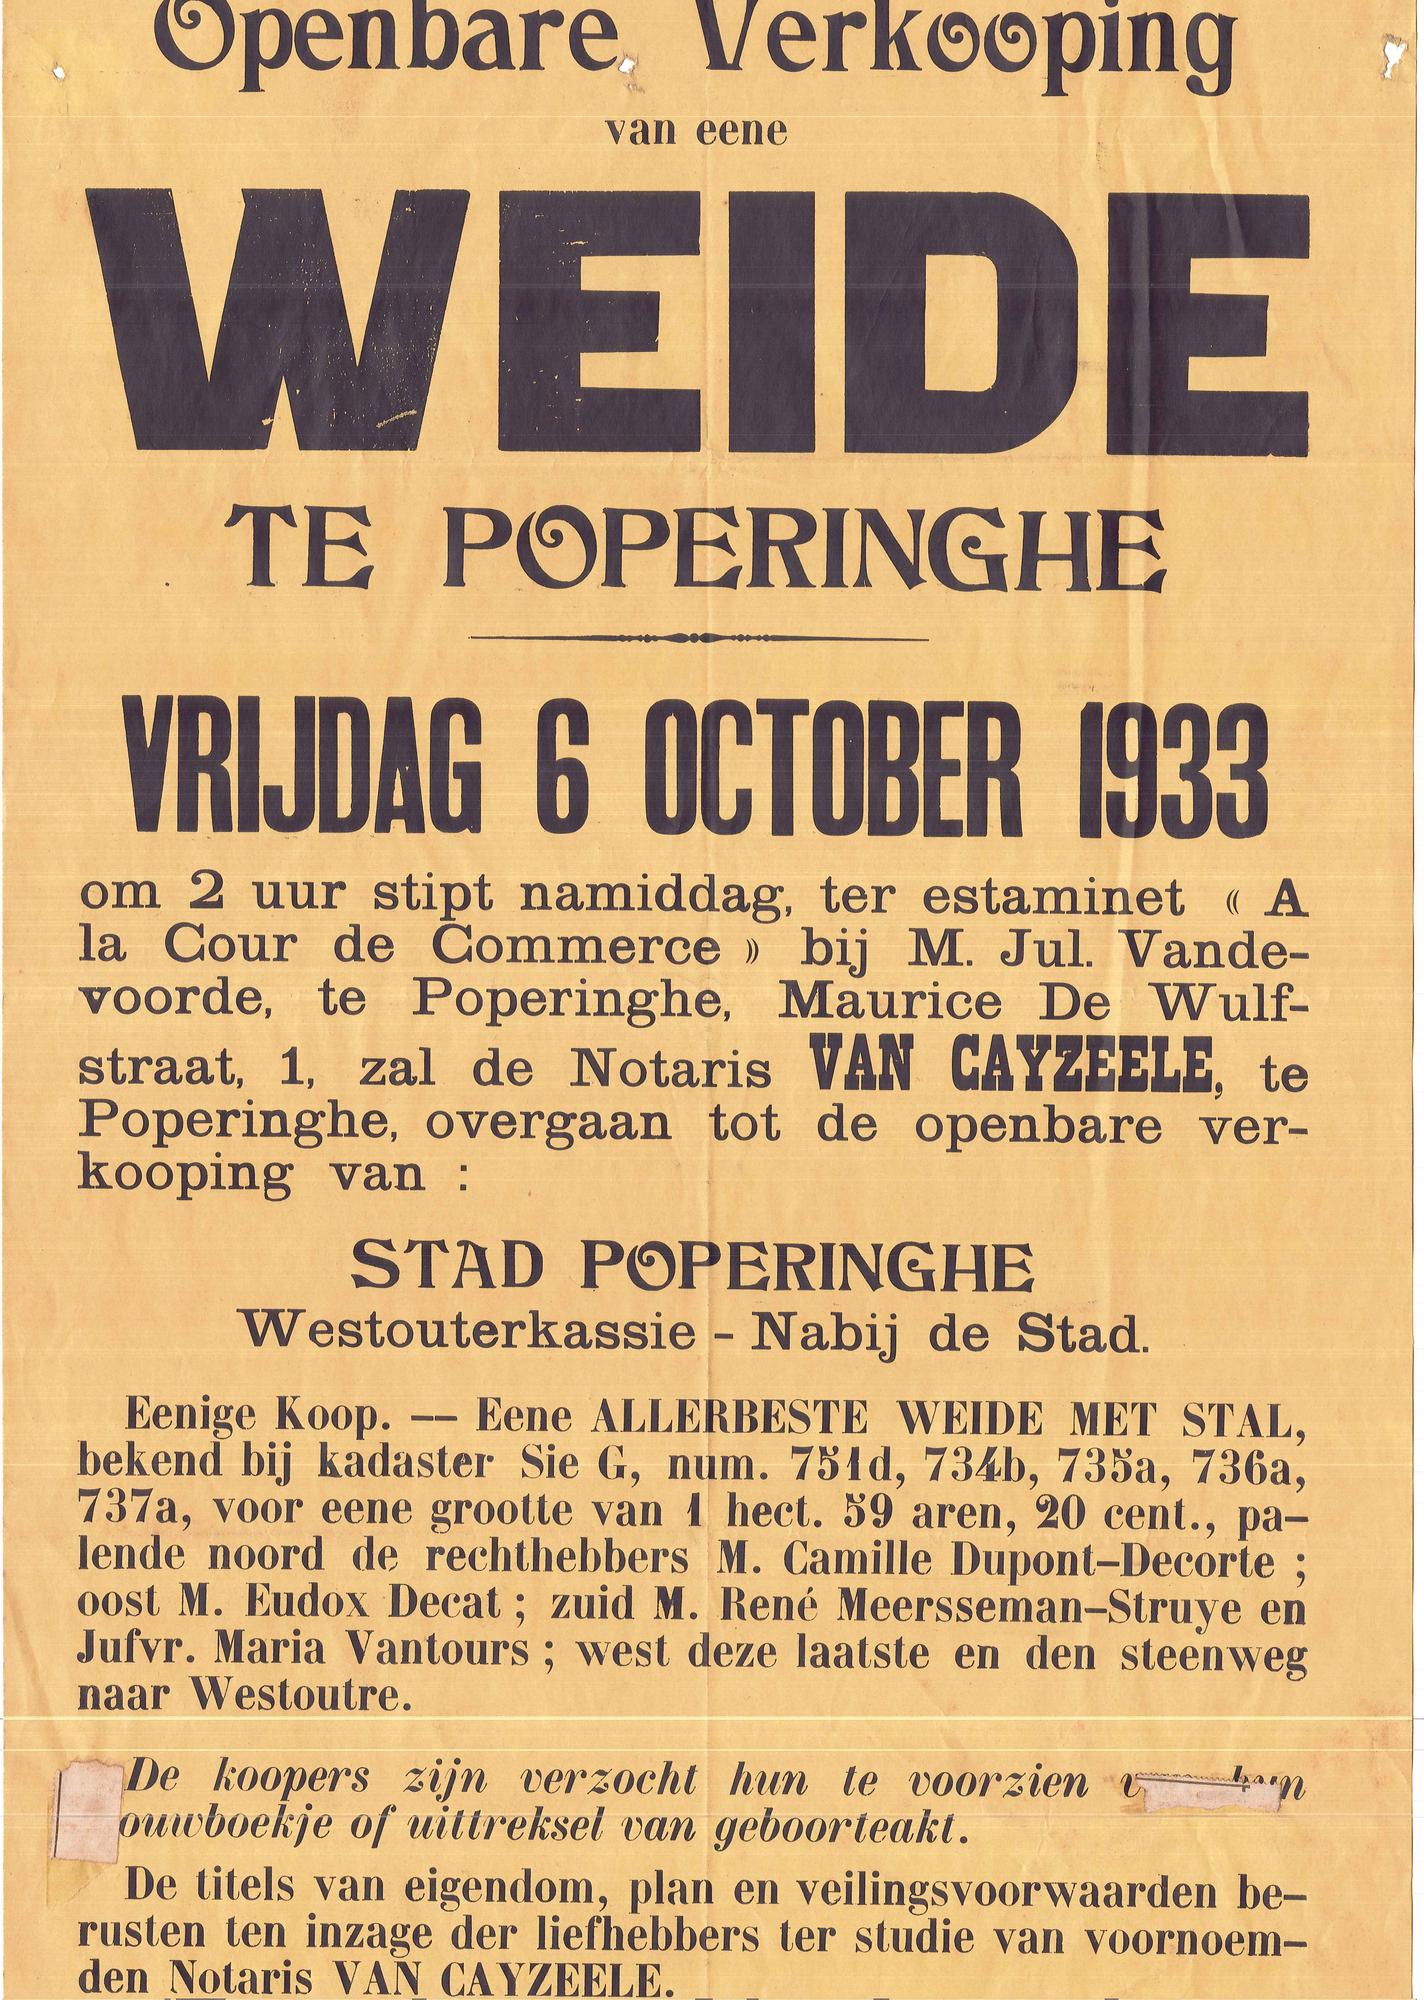 Openbare Verkooping
van eene
WEIDE
TE POPERINGHE
VRIJDAG 6 OCTOBER 1933
om 2 uur stipt namiddag, ter estaminet « A
la Cour de Commerce » bij M. Jul. Vande-
voorde, te Poperinghe, Maurice De Wulf-
straat, 1, zal de Notaris VAN CAYZEELE, te
Poperinghe, overgaan tot de openbare ver-
kooping van :
STAD POPERINGHE
Westouterkassie - Nabij de Stad.
Eenige Koop. — Eene ALLERBESTE WEIDE MET STAL,
bekend bij kadaster Sie G, num. 751d, 734b, 735a, 736a,
737a, voor eene grootte van 1 hect. 59 aren, 20 cent., pa-
lende noord de rechthebbers M. Camille Dupont-Decorte ;
oost M. Eudox Decat ; zuid M. René Meersseman-Struye en
Jufvr. Maria Vantours ; west deze laatste en den steenweg
naar Westoutre.
De koopers zijn verzocht hun te voorzien
ouwboekje of uittreksel van geboorteakt.
De titels van eigendom, plan en veilingsvoorwaarden be-
rusten ten inzage der liefhebbers ter studie van voornoem-
den Notaris VAN CAYZEELE.